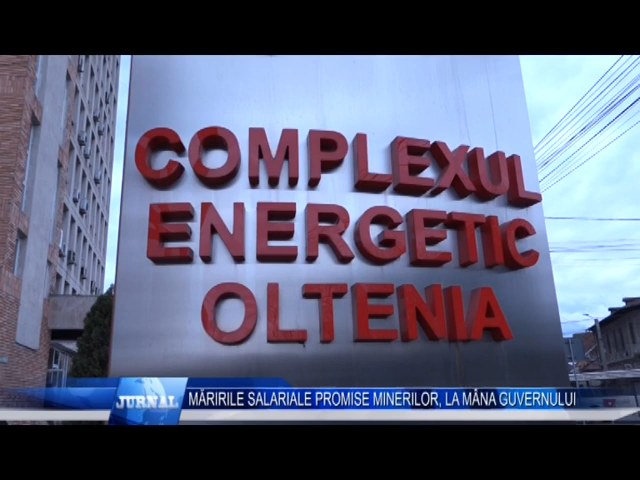 COMPLEXUL
ENERGETIC
OLTENIA
JURNAL
MĂRIRILE SALARIALE PROMISE MINERILOR, LA MÂNA GUVERNULUI